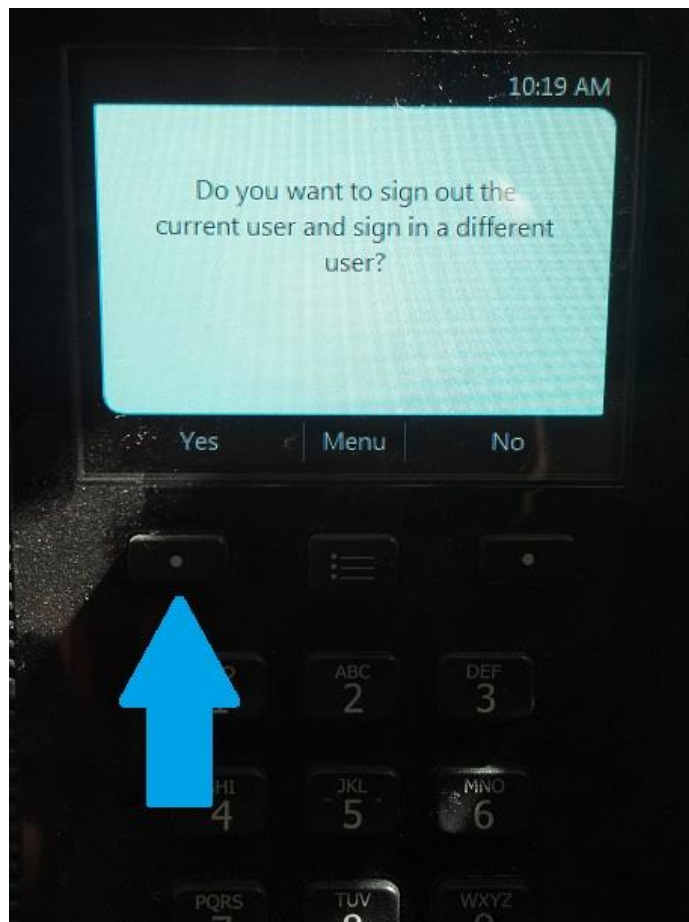 10:19 AM
Do you want to sign out the
current user and sign in a different
user?
Yes Menu No
ABC DEF
2 3
GHI JKL MNO
4 5 6
PQRS TUV WXYZ